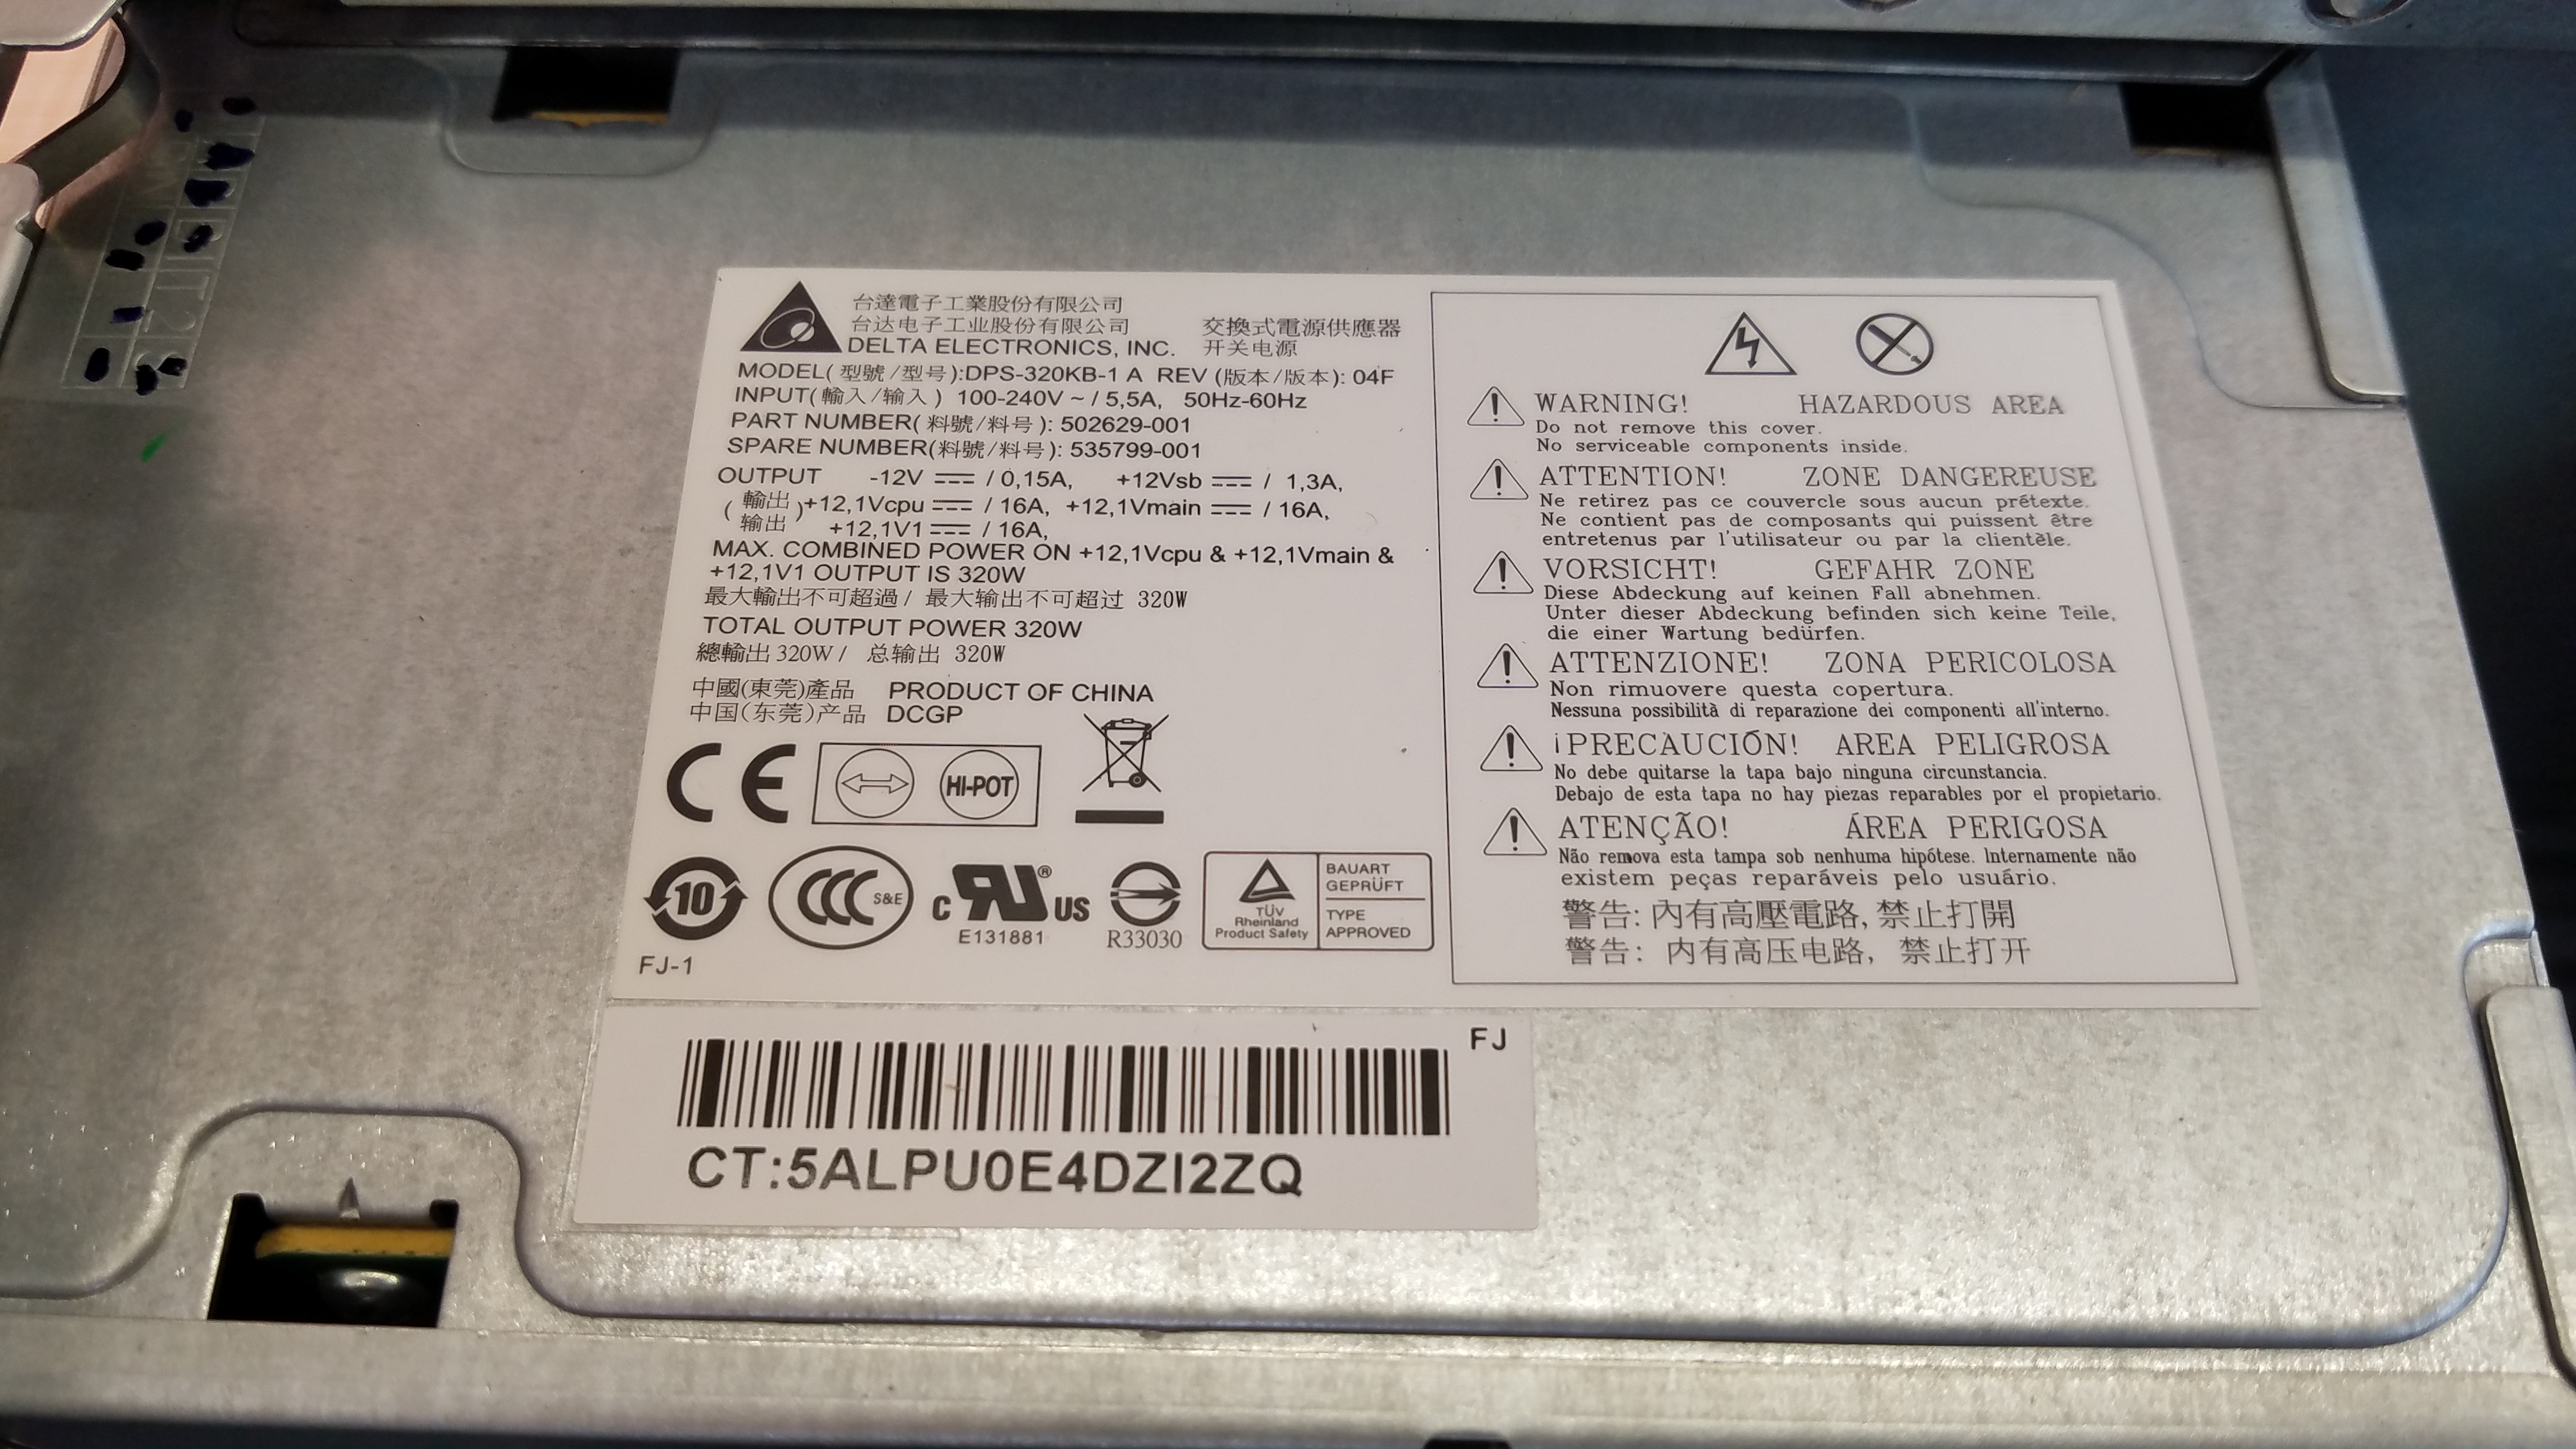 台達電子工業股份有限公司
台达电子工业股份有限公司
DELTA ELECTRONICS, INC.
交換式電源供應器
开关电源
MODEL(型號/型号):DPS-320KB-1 A REV (版本/版本): 04F
INPUT(輸入/输入) 100-240V ~ / 5,5A, 50Hz-60Hz
PART NUMBER(料號/料号): 502629-001
SPARE NUMBER(料號/料号): 535799-001
OUTPUT -12V ⎓ / 0,15A, +12Vsb ⎓ / 1,3A,
(輸出/输出)+12,1Vcpu ⎓ / 16A, +12,1Vmain ⎓ / 16A,
+12,1V1 ⎓ / 16A,
MAX. COMBINED POWER ON +12,1Vcpu & +12,1Vmain &
+12,1V1 OUTPUT IS 320W
最大輸出不可超過/ 最大输出不可超过 320W
TOTAL OUTPUT POWER 320W
總輸出 320W / 总输出 320W
中國(東莞)產品 PRODUCT OF CHINA
中国(东莞)产品 DCGP
CE
HI-POT
10
CCC S&E
c RU ® US
E131881
R33030
TÜV
Rheinland
Product Safety
BAUART
GEPRÜFT
TYPE
APPROVED
FJ-1
WARNING! HAZARDOUS AREA
Do not remove this cover.
No serviceable components inside.
ATTENTION! ZONE DANGEREUSE
Ne retirez pas ce couvercle sous aucun prétexte.
Ne contient pas de composants qui puissent être
entretenus par l'utilisateur ou par la clientèle.
VORSICHT! GEFAHR ZONE
Diese Abdeckung auf keinen Fall abnehmen.
Unter dieser Abdeckung befinden sich keine Teile,
die einer Wartung bedürfen.
ATTENZIONE! ZONA PERICOLOSA
Non rimuovere questa copertura.
Nessuna possibilità di reparazione dei componenti all'interno.
¡PRECAUCIÓN! AREA PELIGROSA
No debe quitarse la tapa bajo ninguna circunstancia.
Debajo de esta tapa no hay piezas reparables por el propietario.
ATENÇÃO! ÁREA PERIGOSA
Não remova esta tampa sob nenhuma hipótese. Internamente não
existem peças reparáveis pelo usuário.
警告: 內有高壓電路, 禁止打開
警告: 内有高压电路, 禁止打开
FJ
CT:5ALPU0E4DZI2ZQ